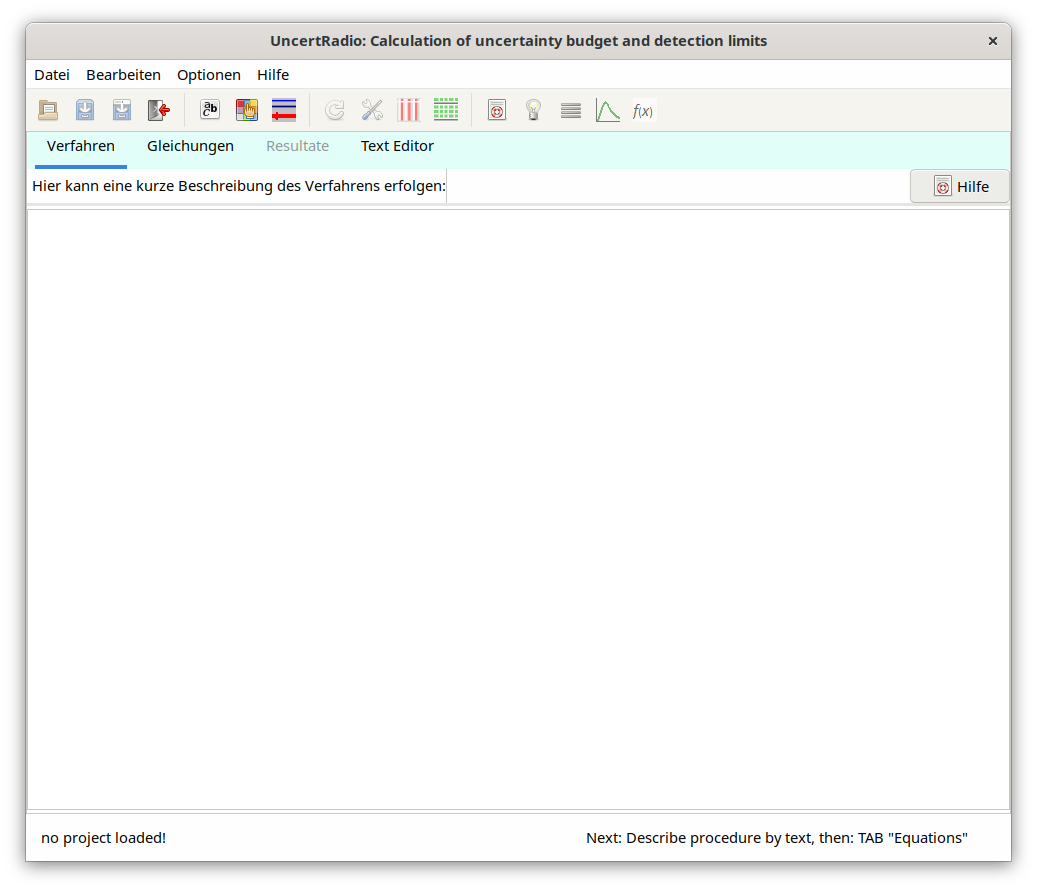 UncertRadio: Calculation of uncertainty budget and detection limits
Datei Bearbeiten Optionen Hilfe
ab c f(x)
Verfahren Gleichungen Resultate Text Editor
Hier kann eine kurze Beschreibung des Verfahrens erfolgen: Hilfe
no project loaded! Next: Describe procedure by text, then: TAB "Equations"